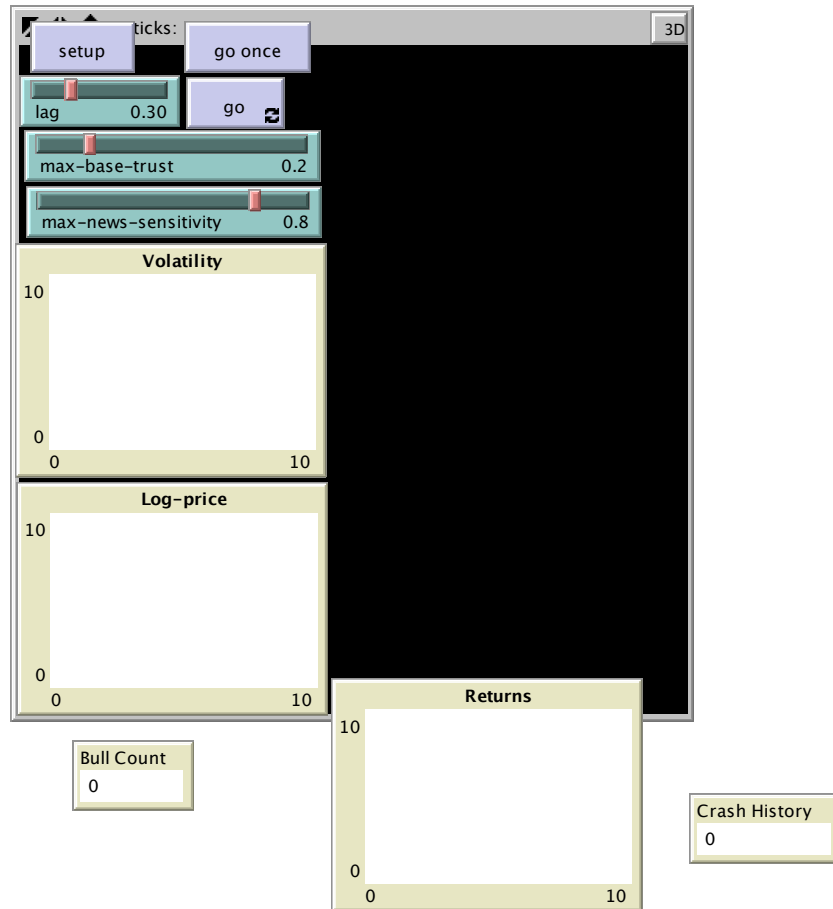 ticks:
3D
setup
go once
lag 0.30
go
max-base-trust 0.2
max-news-sensitivity 0.8
Volatility
10
0
0 10
Log-price
10
0
0 10
Returns
10
0
0 10
Bull Count
0
Crash History
0